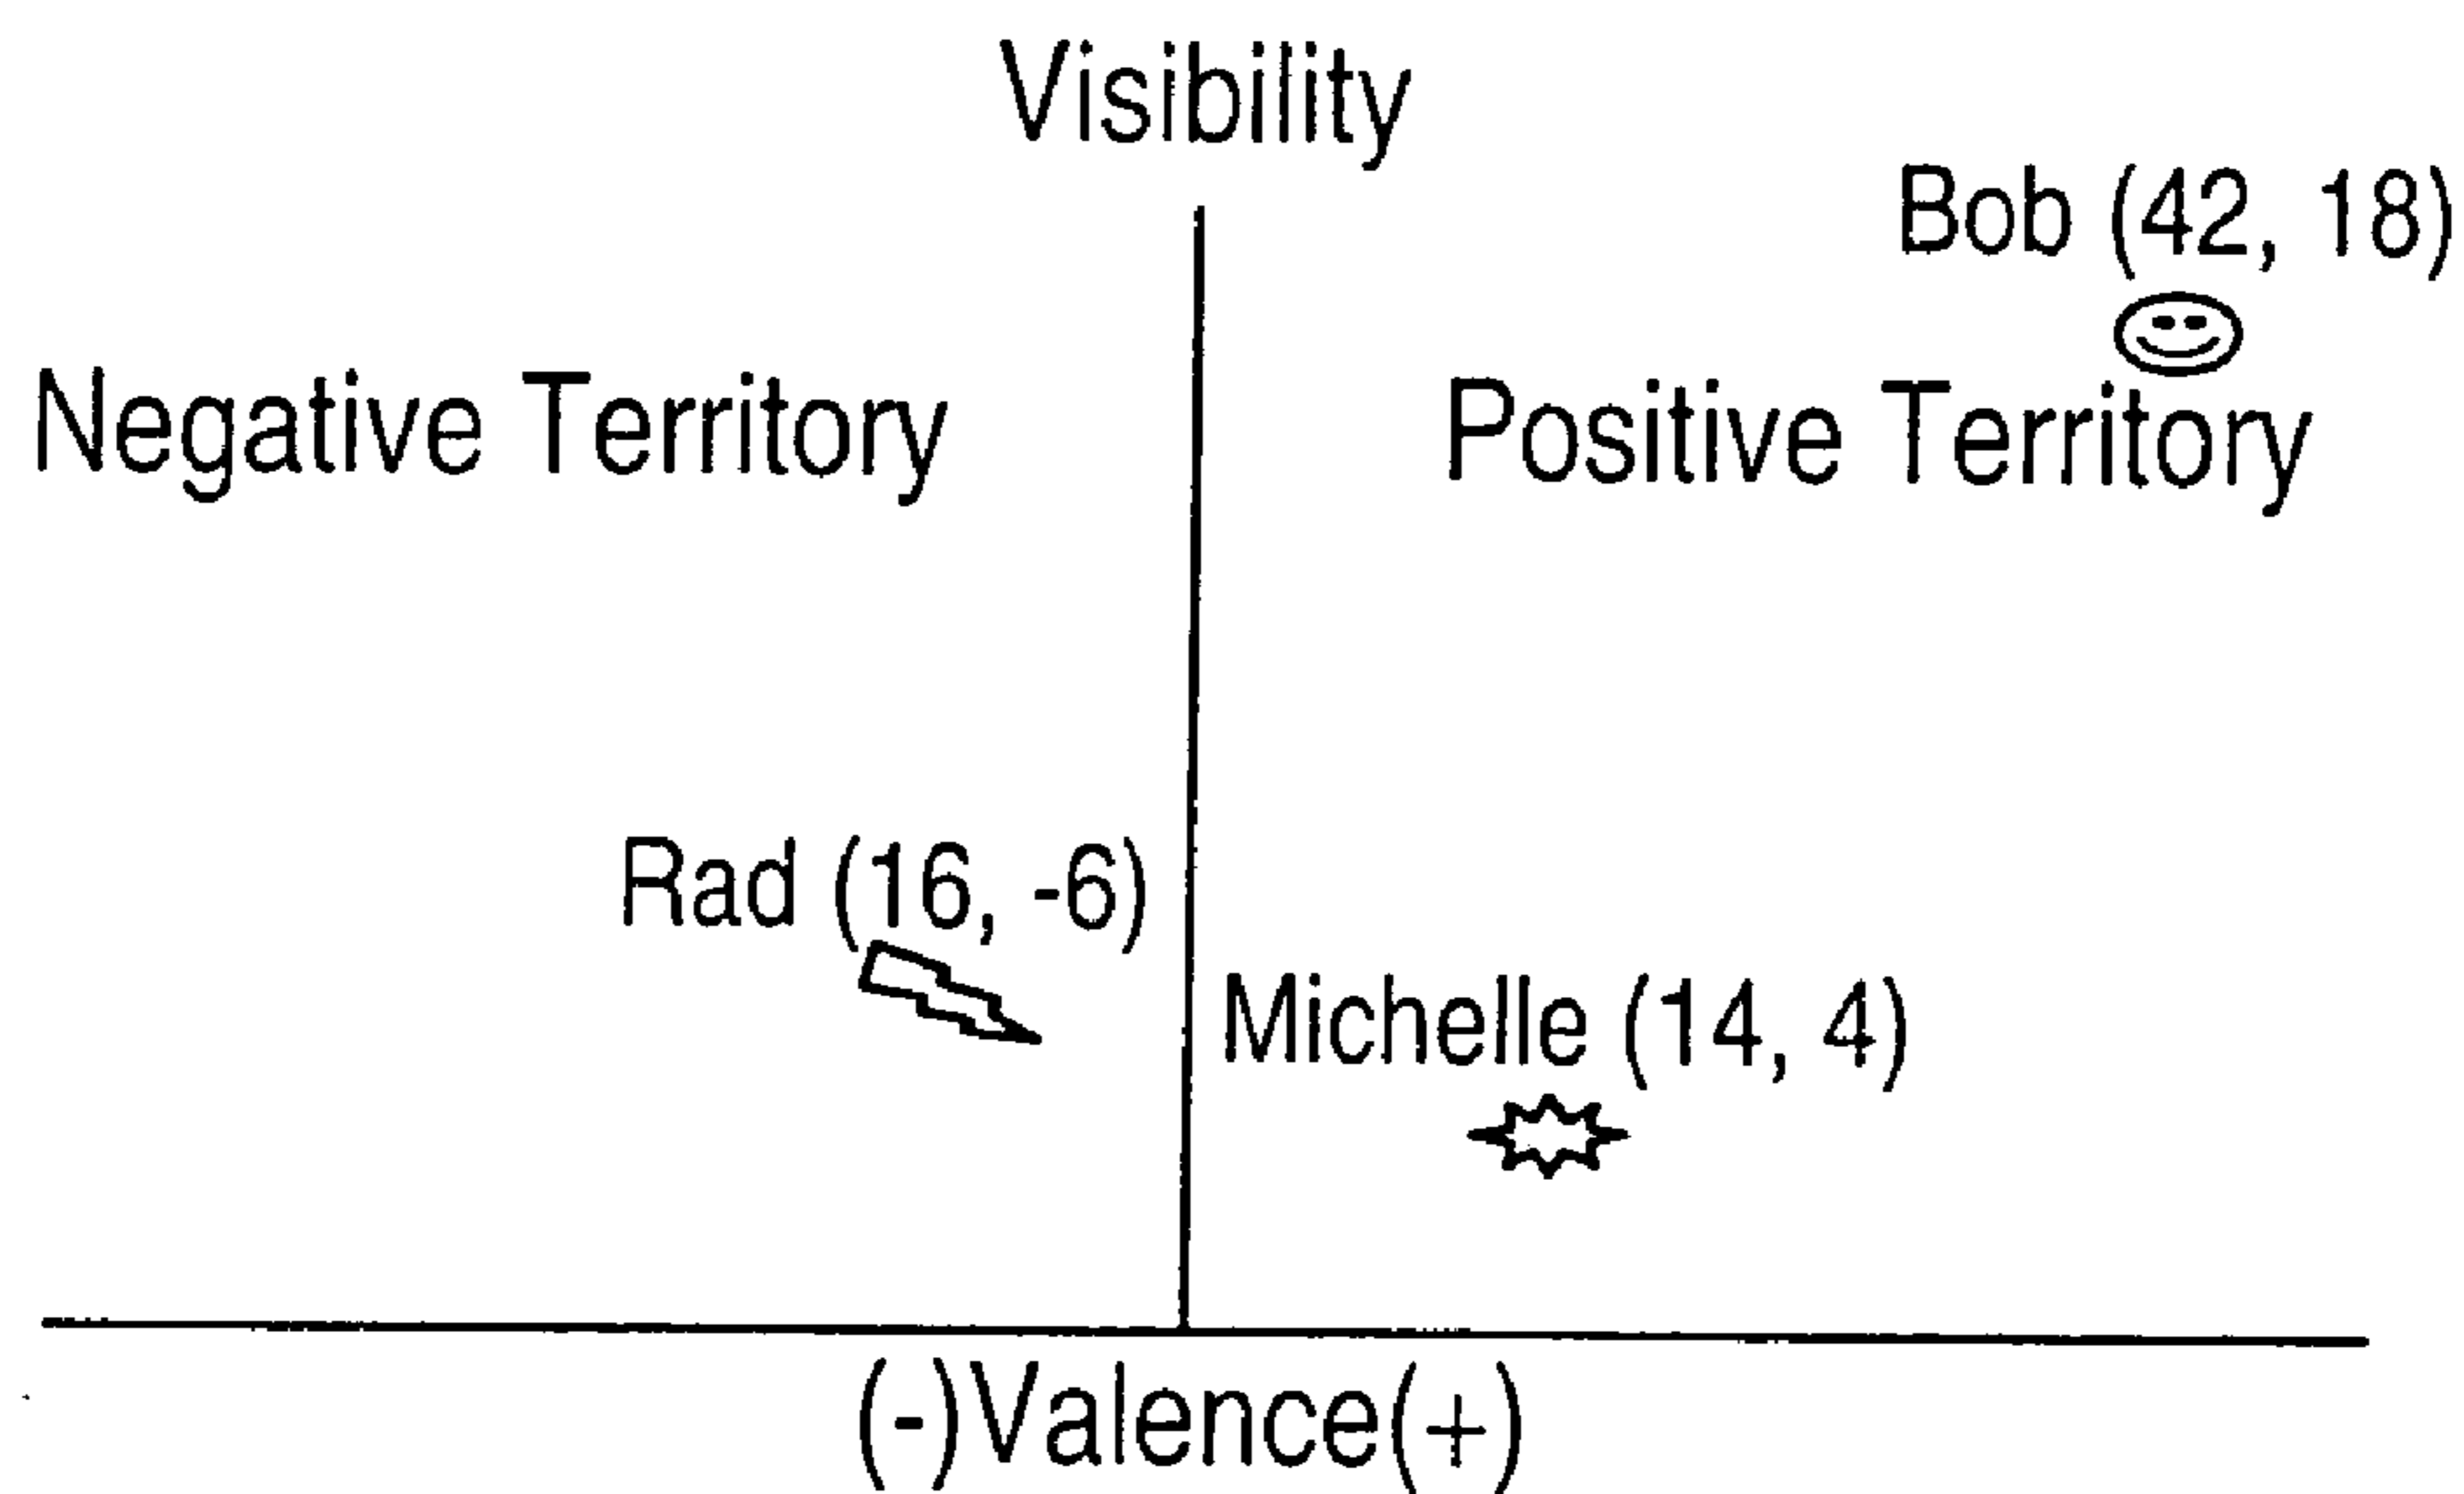 Visibility
Bob (42, 18)
Negative Territory
Positive Territory
Rad (16, -6)
Michelle (14, 4)
(-)Valence(+)